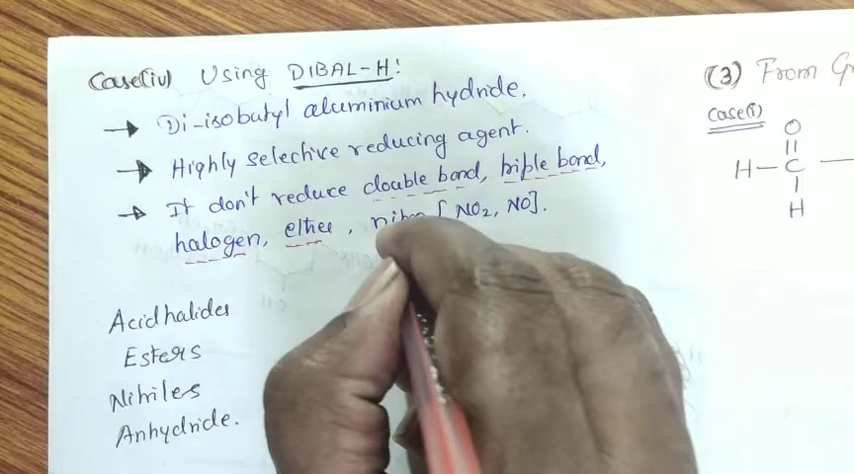 Case(iv) Using DIBAL-H:
→ Di-isobutyl aluminium hydride.
→ Highly selective reducing agent.
→ It don't reduce double bond, triple bond,
halogen, ether, [NO2, NO].
Acid halides
Esters
Nitriles
Anhydride.
(3) From
Case(i)
O
||
H-C-
|
H